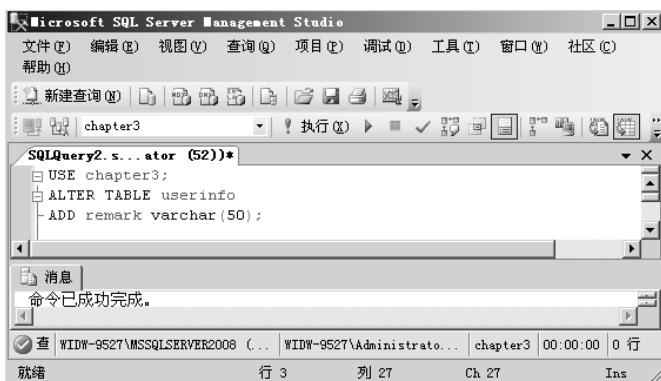 Microsoft SQL Server Management Studio
文件(F) 编辑(E) 视图(V) 查询(Q) 项目(P) 调试(D) 工具(T) 窗口(W) 社区(C)
帮助(H)
新建查询(N)
chapter3 执行(X)
SQLQuery2.s...ator (52))*
USE chapter3;
ALTER TABLE userinfo
ADD remark varchar(50);
消息
命令已成功完成。
查 WIDW-9527\MSSQLSERVER2008 (... WIDW-9527\Administrato... chapter3 00:00:00 0 行
就绪 行 3 列 27 Ch 27 Ins